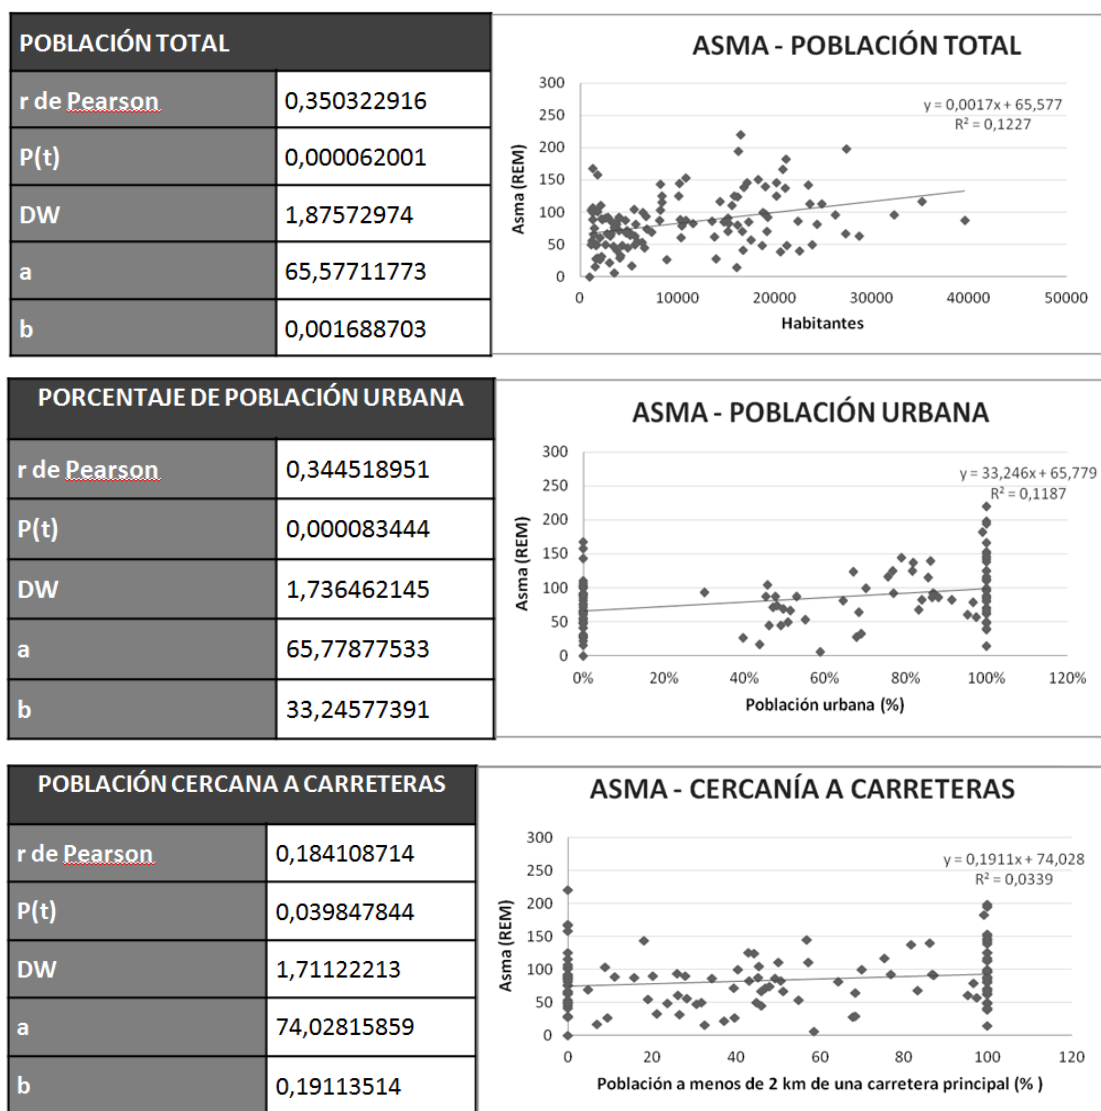 POBLACIÓN TOTAL
r de Pearson 0,350322916
P(t) 0,000062001
DW 1,87572974
a 65,57711773
b 0,001688703
ASMA - POBLACIÓN TOTAL
y = 0,0017x + 65,577
R² = 0,1227
Asma (REM)
300
250
200
150
100
50
0
0 10000 20000 30000 40000 50000
Habitantes
PORCENTAJE DE POBLACIÓN URBANA
r de Pearson 0,344518951
P(t) 0,000083444
DW 1,736462145
a 65,77877533
b 33,24577391
ASMA - POBLACIÓN URBANA
y = 33,246x + 65,779
R² = 0,1187
Asma (REM)
300
250
200
150
100
50
0
0% 20% 40% 60% 80% 100% 120%
Población urbana (%)
POBLACIÓN CERCANA A CARRETERAS
r de Pearson 0,184108714
P(t) 0,039847844
DW 1,71122213
a 74,02815859
b 0,19113514
ASMA - CERCANÍA A CARRETERAS
y = 0,1911x + 74,028
R² = 0,0339
Asma (REM)
300
250
200
150
100
50
0
0 20 40 60 80 100 120
Población a menos de 2 km de una carretera principal (% )